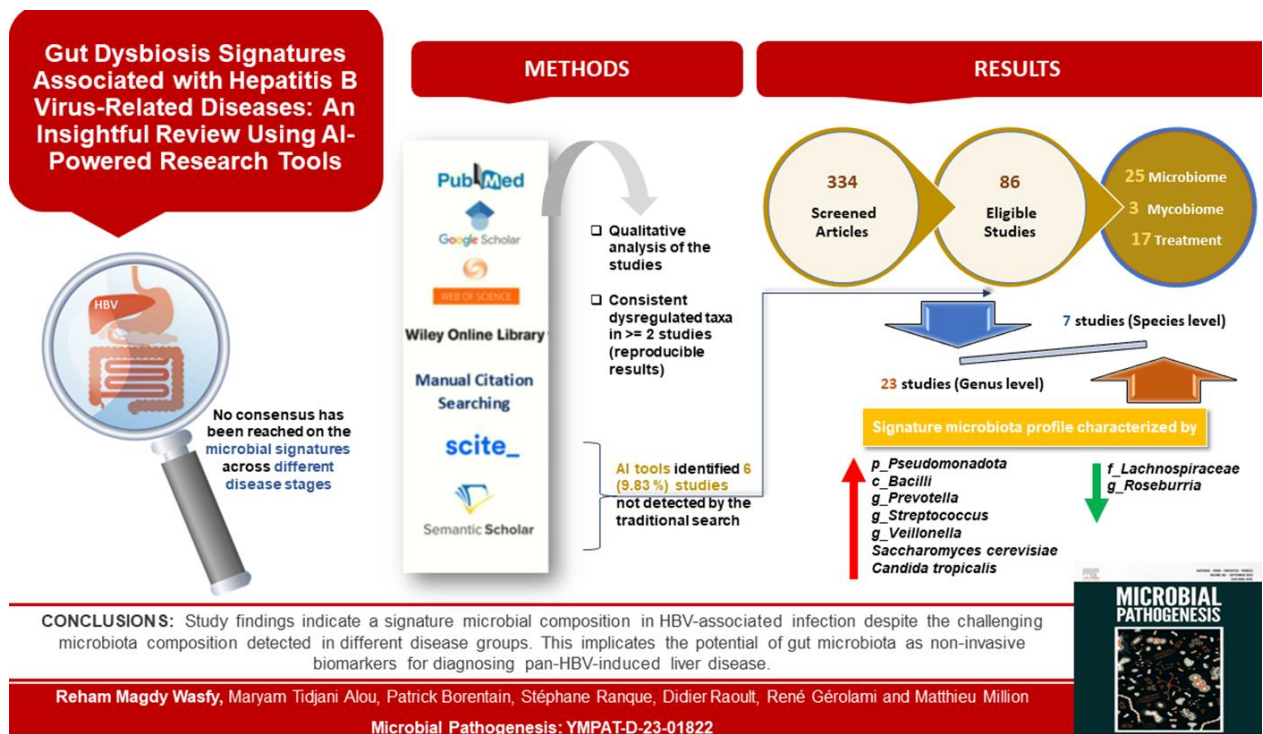 Gut Dysbiosis Signatures
Associated with Hepatitis B
Virus-Related Diseases: An
Insightful Review Using AI-
Powered Research Tools
HBV
No consensus has
been reached on the
microbial signatures
across different
disease stages
METHODS
PubMed
Google Scholar
WEB OF SCIENCE
Wiley Online Library
Manual Citation
Searching
scite_
Semantic Scholar
❑ Qualitative
analysis of the
studies
❑ Consistent
dysregulated taxa
in >= 2 studies
(reproducible
results)
AI tools identified 6
(9.83 %) studies
not detected by the
traditional search
RESULTS
334
Screened
Articles
86
Eligible
Studies
25 Microbiome
3 Mycobiome
17 Treatment
7 studies (Species level)
23 studies (Genus level)
Signature microbiota profile characterized by
p_Pseudomonadota
c_Bacilli
g_Prevotella
g_Streptococcus
g_Veillonella
Saccharomyces cerevisiae
Candida tropicalis
f_Lachnospiraceae
g_Roseburria
CONCLUSIONS: Study findings indicate a signature microbial composition in HBV-associated infection despite the challenging
microbiota composition detected in different disease groups. This implicates the potential of gut microbiota as non-invasive
biomarkers for diagnosing pan-HBV-induced liver disease.
Reham Magdy Wasfy, Maryam Tidjani Alou, Patrick Borentain, Stéphane Ranque, Didier Raoult, René Gérolami and Matthieu Million
Microbial Pathogenesis: YMPAT-D-23-01822
MICROBIAL
PATHOGENESIS